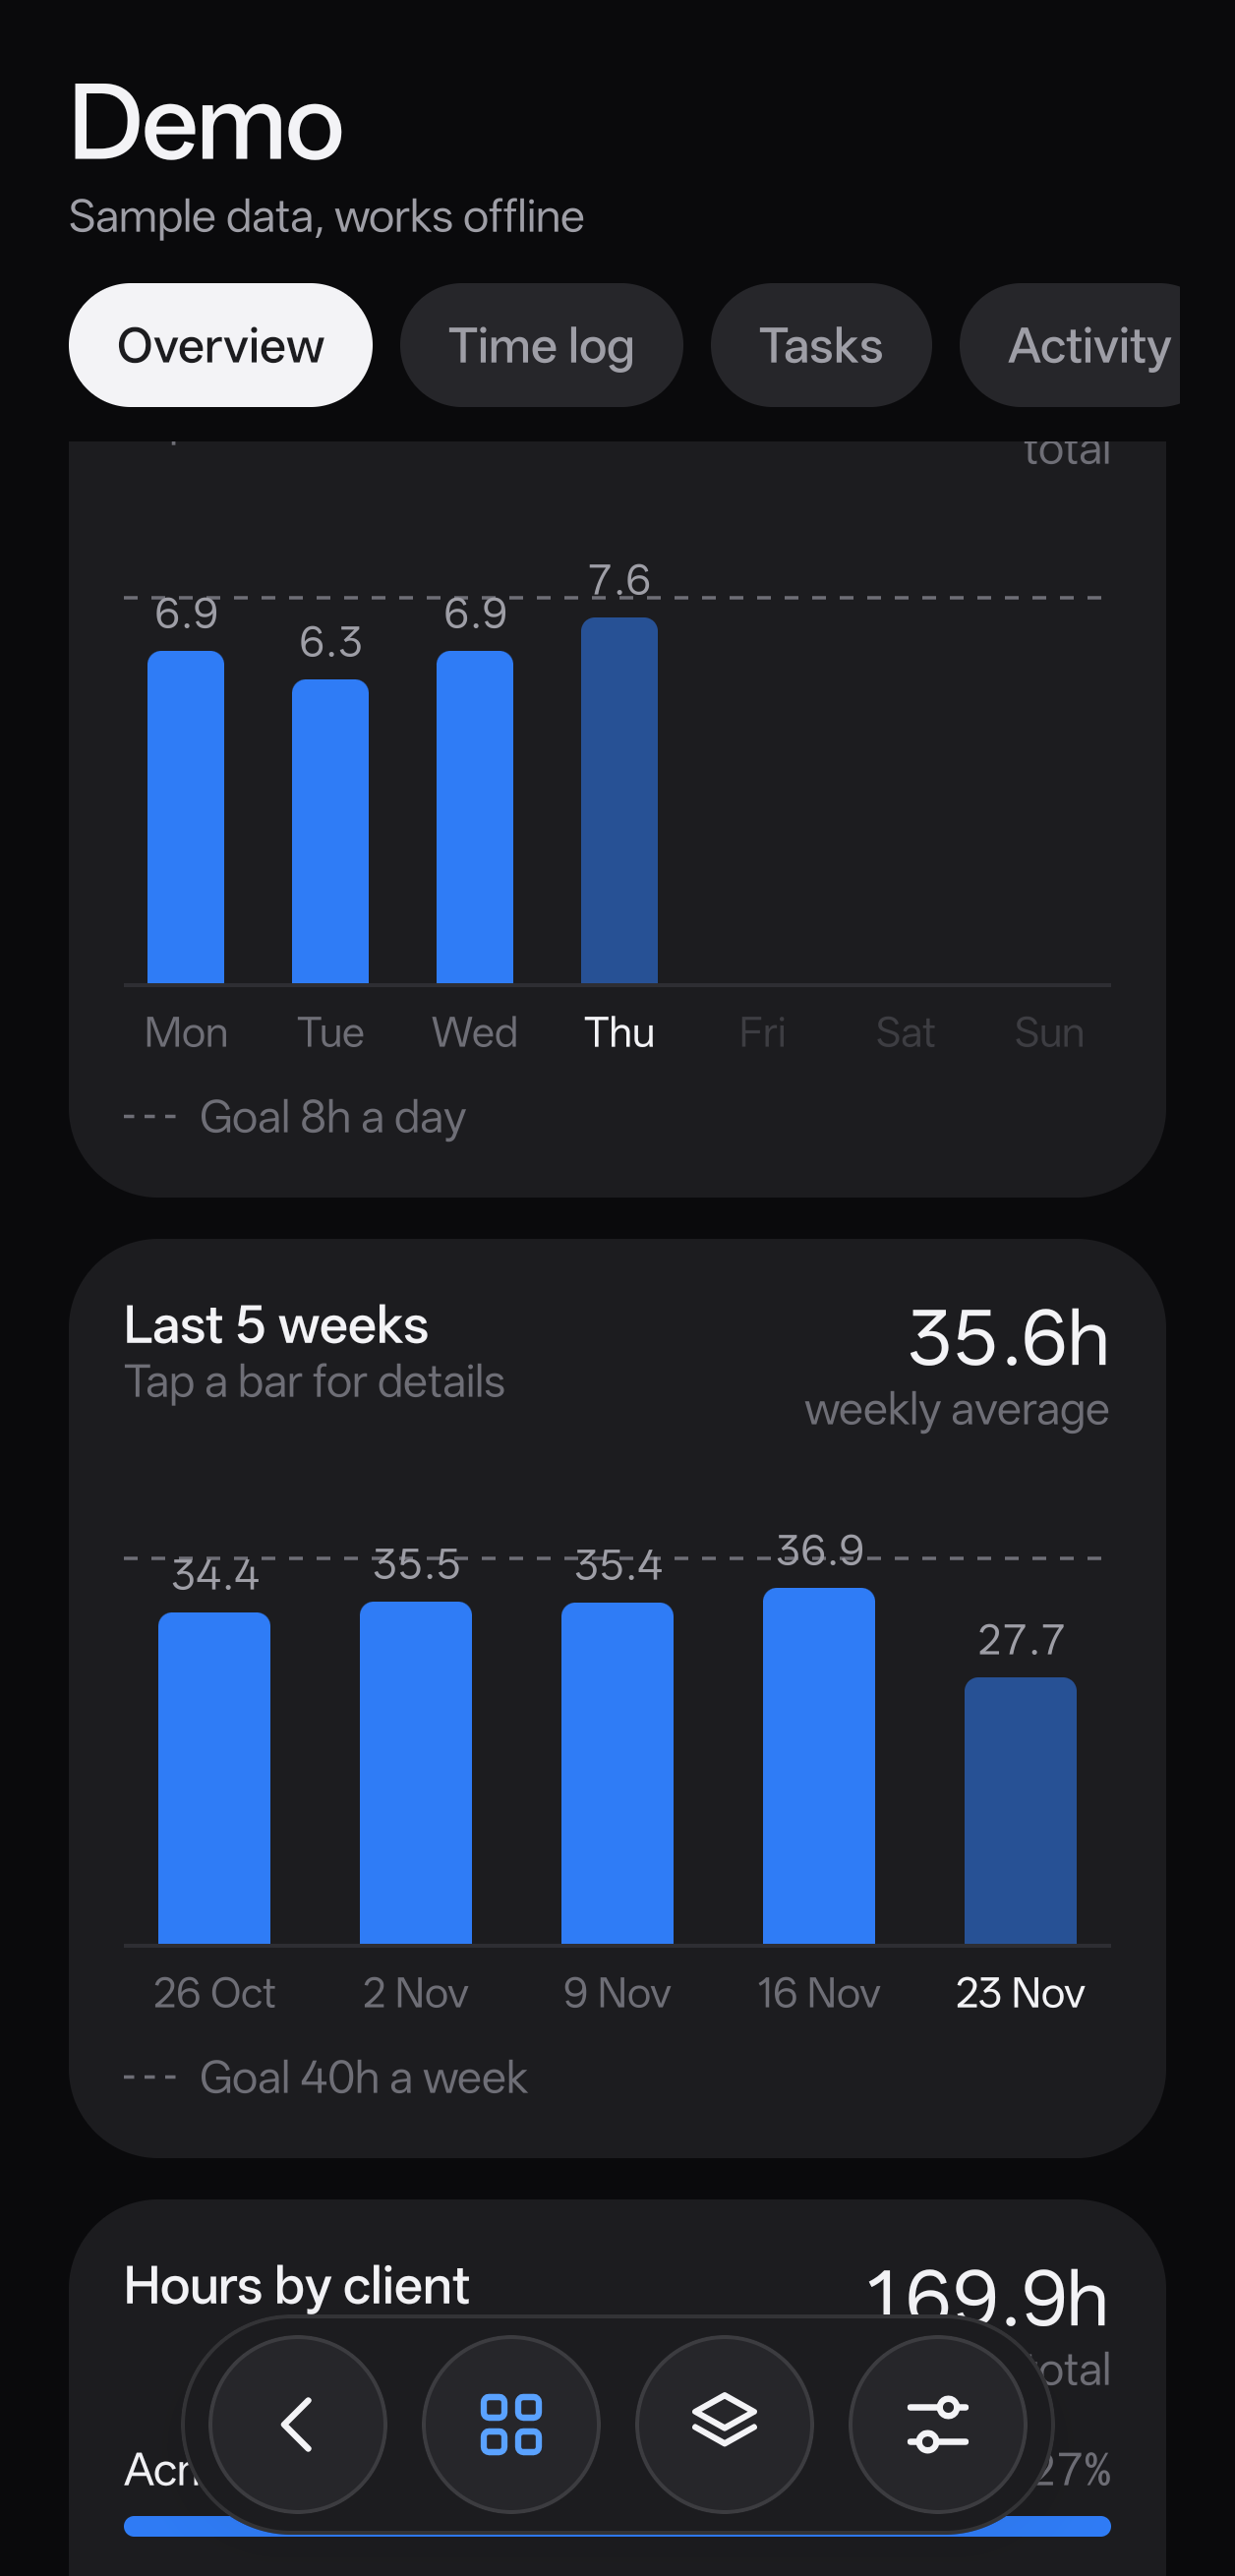 Demo
Sample data, works offline
Overview Time log Tasks Activity
total
7.6
6.9 6.3 6.9
Mon Tue Wed Thu Fri Sat Sun
Goal 8h a day
Last 5 weeks 35.6h
Tap a bar for details weekly average
34.4 35.5 35.4 36.9 27.7
26 Oct 2 Nov 9 Nov 16 Nov 23 Nov
Goal 40h a week
Hours by client 169.9h
total
27%